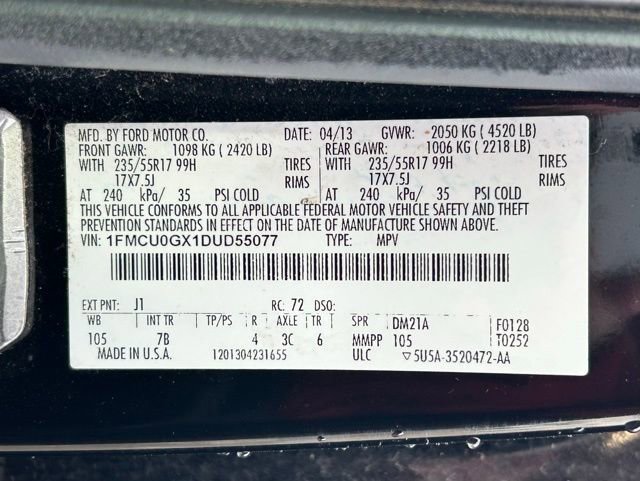 MFD. BY FORD MOTOR CO. DATE: 04/13 GVWR: 2050 KG ( 4520 LB)
FRONT GAWR: 1098 KG ( 2420 LB) REAR GAWR: 1006 KG ( 2218 LB)
WITH 235/55R17 99H TIRES WITH 235/55R17 99H TIRES
17X7.5J RIMS 17X7.5J RIMS
AT 240 kPa/ 35 PSI COLD AT 240 kPa/ 35 PSI COLD
THIS VEHICLE CONFORMS TO ALL APPLICABLE FEDERAL MOTOR VEHICLE SAFETY AND THEFT
PREVENTION STANDARDS IN EFFECT ON THE DATE OF MANUFACTURE SHOWN ABOVE.
VIN: 1FMCU0GX1DUD55077 TYPE: MPV
EXT PNT: J1 RC: 72 DSO:
WB INT TR TP/PS R AXLE TR SPR DM21A F0128
105 7B 4 3C 6 MMPP 105 T0252
MADE IN U.S.A. 1201304231655 ULC ▽5U5A-3520472-AA